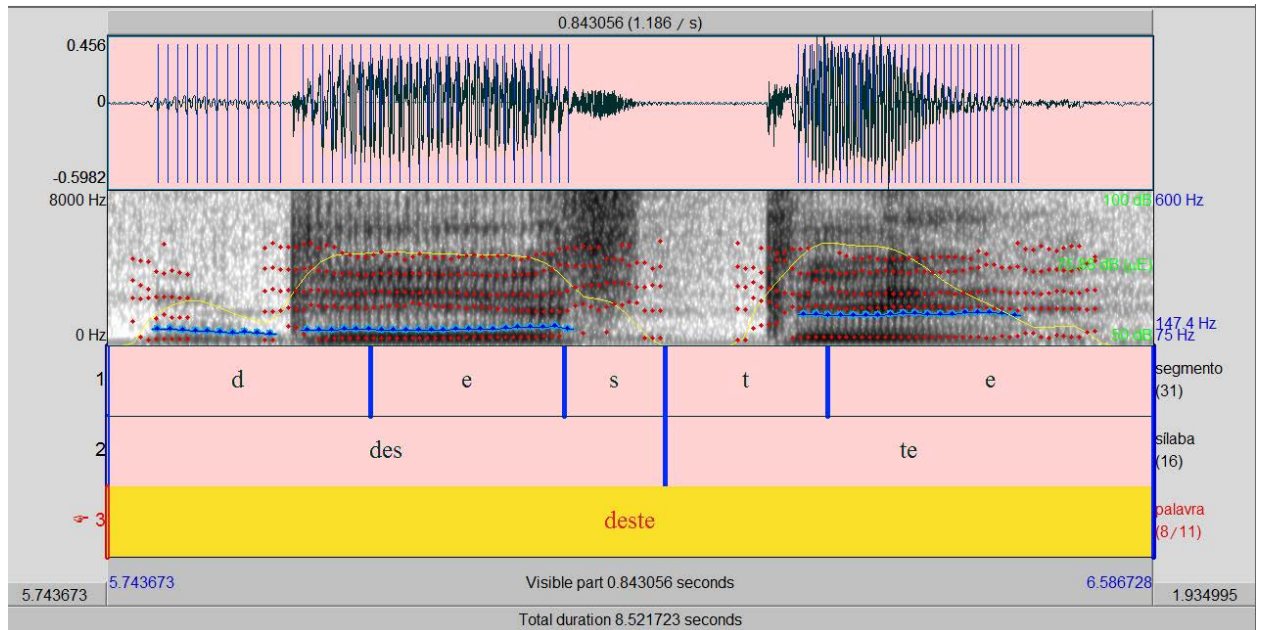 0.843056 (1.186 / s)
0.456
0
-0.5982
8000 Hz
100 dB 600 Hz
147.4 Hz
0 Hz
50 dB 75 Hz
1 d e s t e segmento
(31)
2 des te sílaba
(16)
3 deste palavra
(8/11)
5.743673 Visible part 0.843056 seconds 6.586728
5.743673 1.934995
Total duration 8.521723 seconds